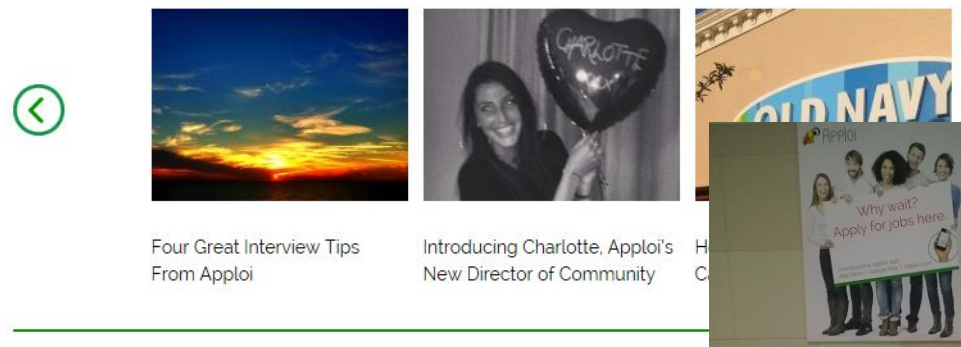 CHARLOTTE
OLD NAVY
Apploi
Why wait?
Apply for jobs here.
Four Great Interview Tips
From Apploi
Introducing Charlotte, Apploi's
New Director of Community